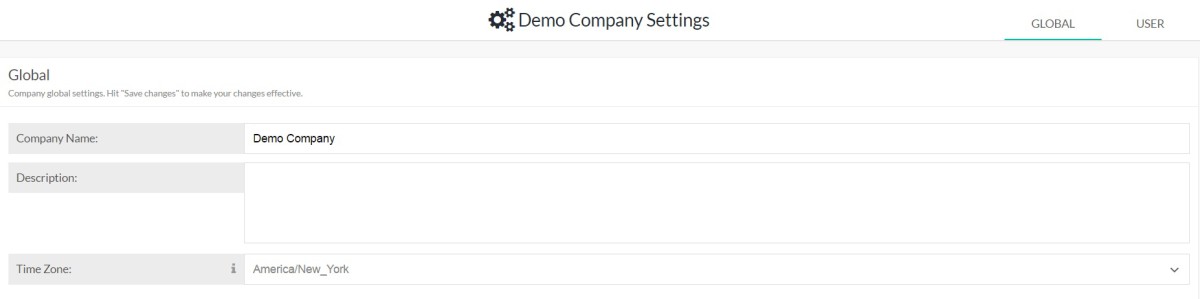 Demo Company Settings
GLOBAL
USER
Global
Company global settings. Hit "Save changes" to make your changes effective.
Company Name:
Demo Company
Description:
Time Zone:
i
America/New_York